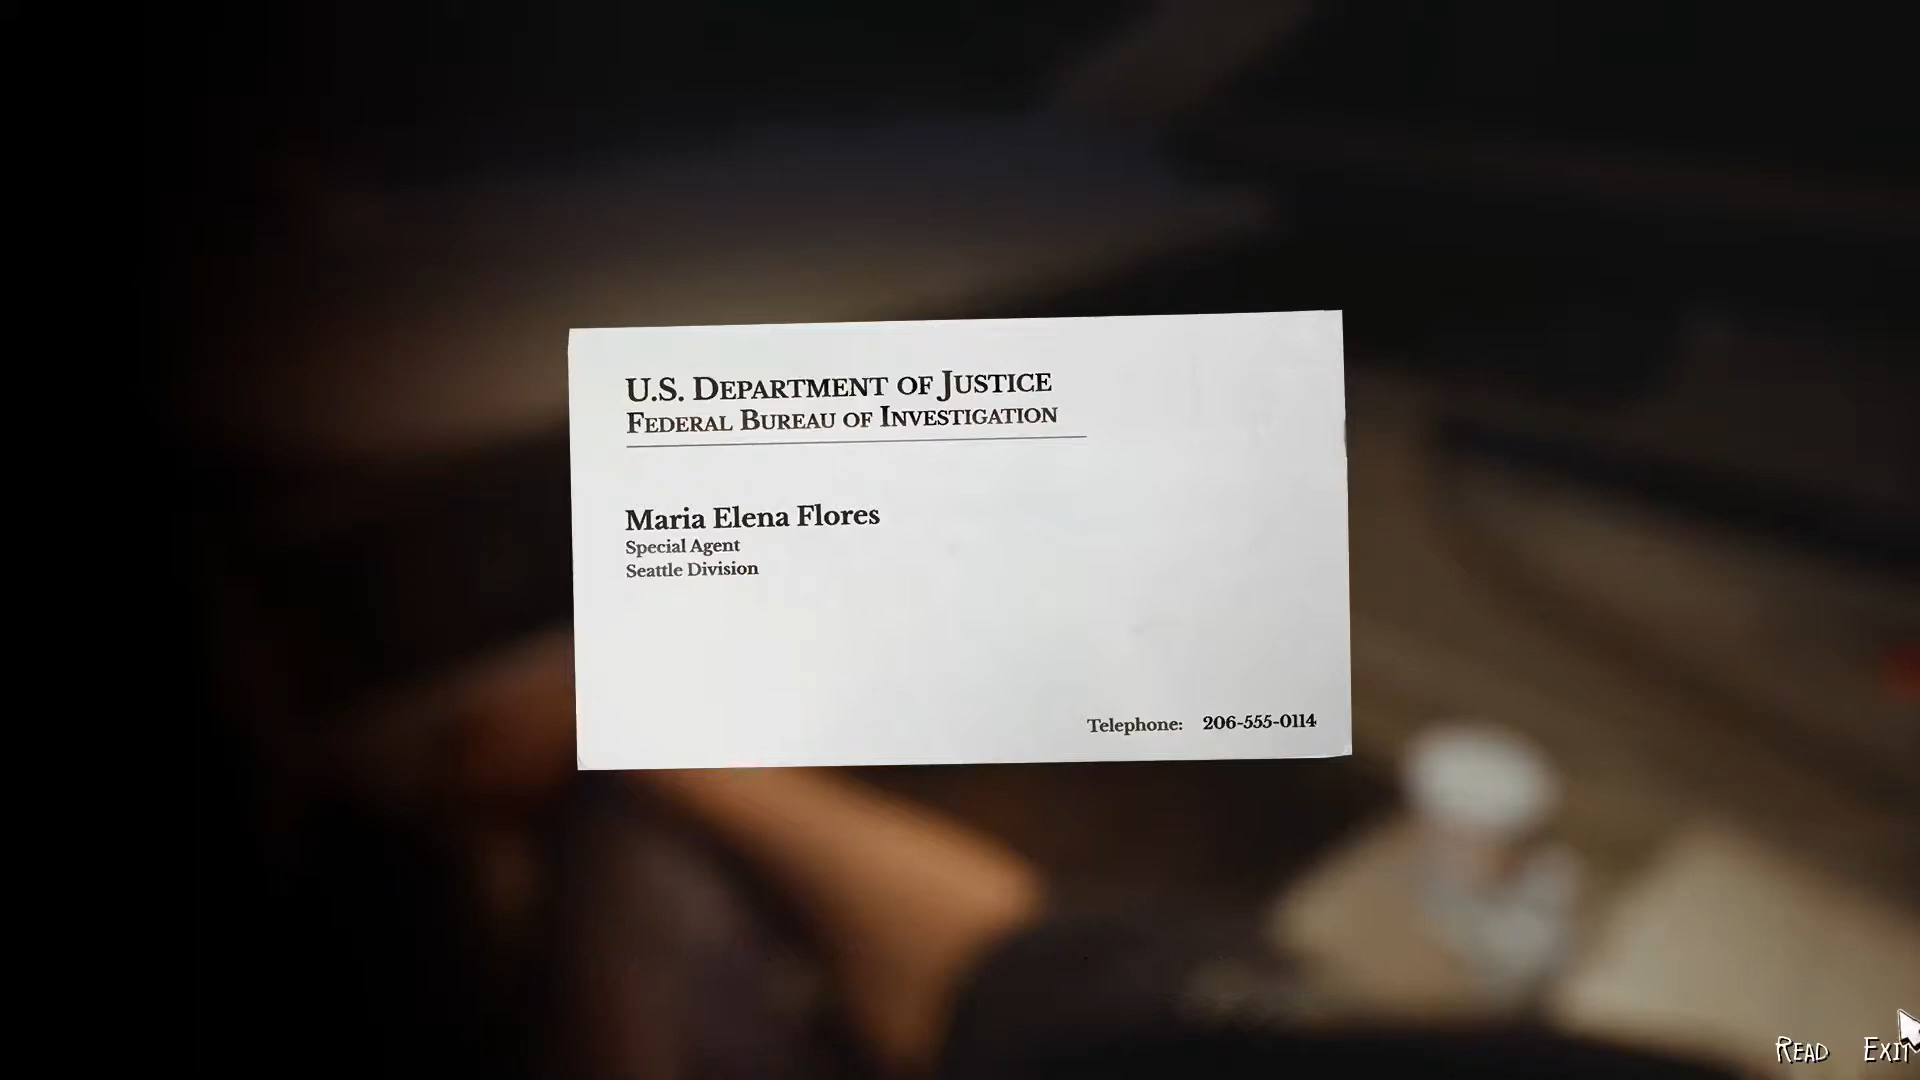 U.S. DEPARTMENT OF JUSTICE
FEDERAL BUREAU OF INVESTIGATION
Maria Elena Flores
Special Agent
Seattle Division
Telephone: 206-555-0114
READ EXIT